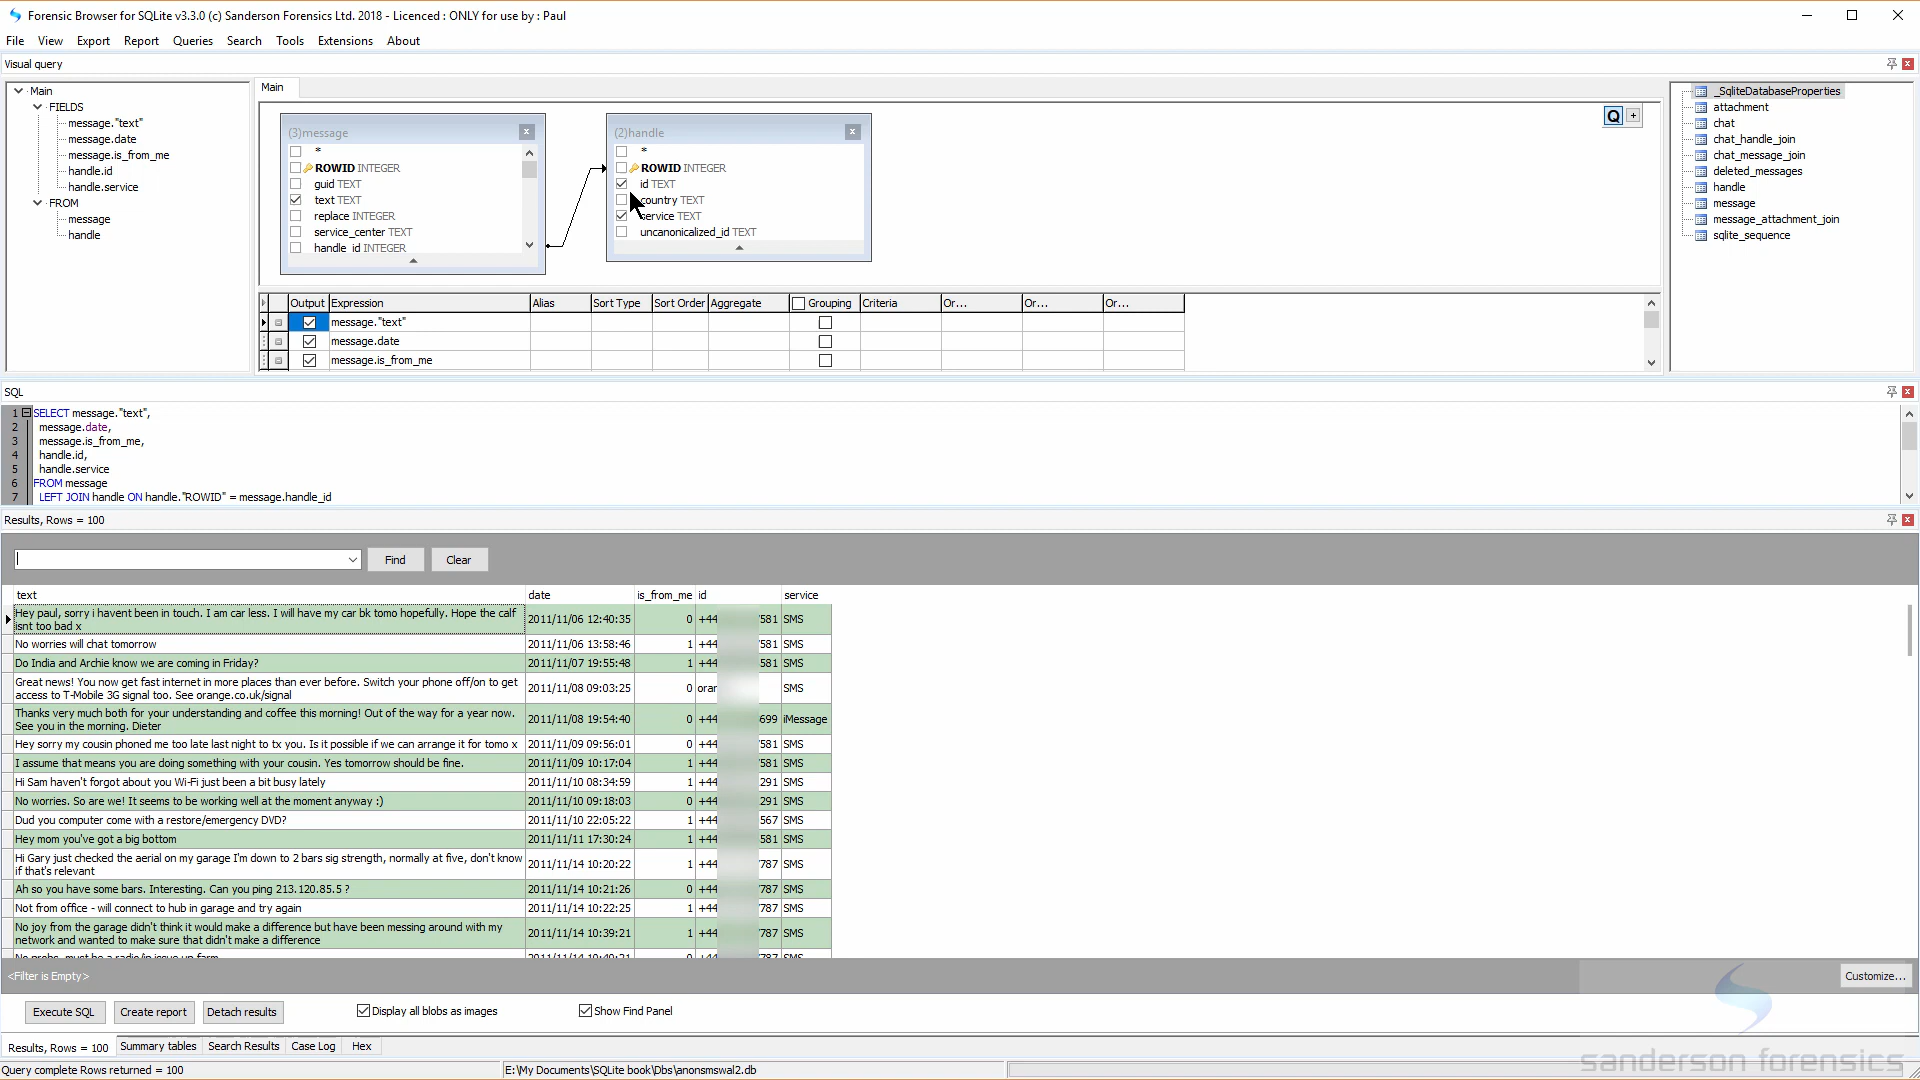 Forensic Browser for SQLite v3.3.0 (c) Sanderson Forensics Ltd. 2018 - Licenced : ONLY for use by : Paul
File View Export Report Queries Search Tools Extensions About
Visual query
Main
FIELDS
message."text"
message.date
message.is_from_me
handle.id
handle.service
FROM
message
handle
Main
(3)message
*
ROWID INTEGER
guid TEXT
text TEXT
replace INTEGER
service_center TEXT
handle_id INTEGER
(2)handle
*
ROWID INTEGER
id TEXT
country TEXT
service TEXT
uncanonicalized_id TEXT
Q +
_SqliteDatabaseProperties
attachment
chat
chat_handle_join
chat_message_join
deleted_messages
handle
message
message_attachment_join
sqlite_sequence
Output Expression Alias Sort Type Sort Order Aggregate Grouping Criteria Or... Or... Or...
message."text"
message.date
message.is_from_me
SQL
1 SELECT message."text",
2 message.date,
3 message.is_from_me,
4 handle.id,
5 handle.service
6 FROM message
7 LEFT JOIN handle ON handle."ROWID" = message.handle_id
Results, Rows = 100
Find Clear
text date is_from_me id service
Hey paul, sorry i havent been in touch. I am car less. I will have my car bk tomo hopefully. Hope the calf
isnt too bad x 2011/11/06 12:40:35 0 +44 581 SMS
No worries will chat tomorrow 2011/11/06 13:58:46 1 +44 581 SMS
Do India and Archie know we are coming in Friday? 2011/11/07 19:55:48 1 +44 581 SMS
Great news! You now get fast internet in more places than ever before. Switch your phone off/on to get
access to T-Mobile 3G signal too. See orange.co.uk/signal 2011/11/08 09:03:25 0 orar SMS
Thanks very much both for your understanding and coffee this morning! Out of the way for a year now.
See you in the morning. Dieter 2011/11/08 19:54:40 0 +44 699 iMessage
Hey sorry my cousin phoned me too late last night to tx you. Is it possible if we can arrange it for tomo x 2011/11/09 09:56:01 0 +44 581 SMS
I assume that means you are doing something with your cousin. Yes tomorrow should be fine. 2011/11/09 10:17:04 1 +44 581 SMS
Hi Sam haven't forgot about you Wi-Fi just been a bit busy lately 2011/11/10 08:34:59 1 +44 291 SMS
No worries. So are we! It seems to be working well at the moment anyway :) 2011/11/10 09:18:03 0 +44 291 SMS
Dud you computer come with a restore/emergency DVD? 2011/11/10 22:05:22 1 +44 567 SMS
Hey mom you've got a big bottom 2011/11/11 17:30:24 1 +44 581 SMS
Hi Gary just checked the aerial on my garage I'm down to 2 bars sig strength, normally at five, don't know
if that's relevant 2011/11/14 10:20:22 1 +44 787 SMS
Ah so you have some bars. Interesting. Can you ping 213.120.85.5 ? 2011/11/14 10:21:26 0 +44 787 SMS
Not from office - will connect to hub in garage and try again 2011/11/14 10:22:25 1 +44 787 SMS
No joy from the garage didn't think it would make a difference but have been messing around with my
network and wanted to make sure that didn't make a difference 2011/11/14 10:39:21 1 +44 787 SMS
<Filter is Empty> Customize...
Execute SQL Create report Detach results Display all blobs as images Show Find Panel
Results, Rows = 100 Summary tables Search Results Case Log Hex
sanderson forensics
Query complete Rows returned = 100 E:\My Documents\SQLite book\Dbs\anonsmswal2.db